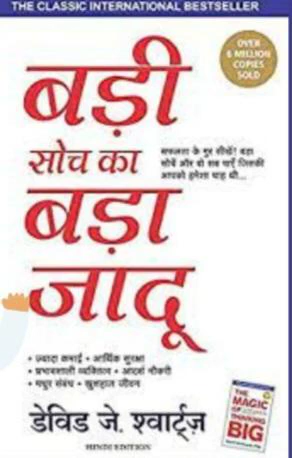 THE CLASSIC INTERNATIONAL BESTSELLER
OVER
6 MILLION
COPIES
SOLD
बड़ी
सोच का
सफलता के गुर सीखें! बड़ा
सोचें और वो सब पाएँ जिसकी
आपको हमेशा चाह थी...
बड़ा
जादू
• ज़्यादा कमाई • आर्थिक सुरक्षा
• प्रभावशाली व्यक्तित्व • आदर्श नौकरी
• मधुर संबंध • खुशहाल जीवन
THE
MAGIC
OF
THINKING
BIG
डेविड जे. श्वार्ट्ज़
HINDI EDITION